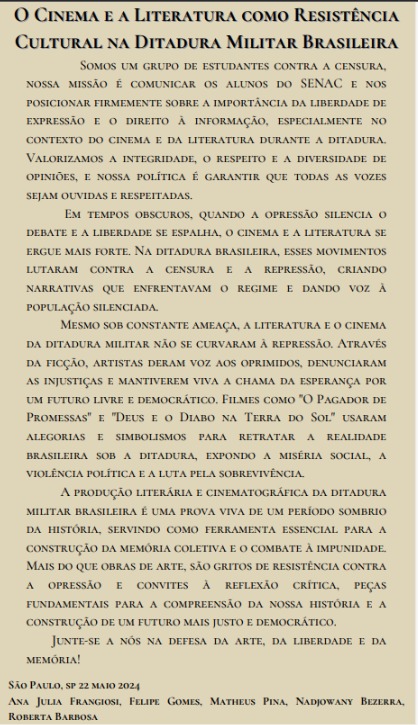 O Cinema e a Literatura como Resistência
Cultural na Ditadura Militar Brasileira
Somos um grupo de estudantes contra a censura,
nossa missão é comunicar os alunos do SENAC e nos
posicionar firmemente sobre a importância da liberdade de
expressão e o direito à informação, especialmente no
contexto do cinema e da literatura durante a ditadura.
Valorizamos a integridade, o respeito e a diversidade de
opiniões, e nossa política é garantir que todas as vozes
sejam ouvidas e respeitadas.
Em tempos obscuros, quando a opressão silencia o
debate e a liberdade se espalha, o cinema e a literatura se
ergue mais forte. Na ditadura brasileira, esses movimentos
lutaram contra a censura e a repressão, criando
narrativas que enfrentavam o regime e dando voz à
população silenciada.
Mesmo sob constante ameaça, a literatura e o cinema
da ditadura militar não se curvaram à repressão. Através
da ficção, artistas deram voz aos oprimidos, denunciaram
as injustiças e mantiverem viva a chama da esperança por
um futuro livre e democrático. Filmes como "O Pagador de
Promessas" e "Deus e o Diabo na Terra do Sol" usaram
alegorias e simbolismos para retratar a realidade
brasileira sob a ditadura, expondo a miséria social, a
violência política e a luta pela sobrevivência.
A produção literária e cinematográfica da ditadura
militar brasileira é uma prova viva de um período sombrio
da história, servindo como ferramenta essencial para a
construção da memória coletiva e o combate à impunidade.
Mais do que obras de arte, são gritos de resistência contra
a opressão e convites à reflexão crítica, peças
fundamentais para a compreensão da nossa história e a
construção de um futuro mais justo e democrático.
Junte-se a nós na defesa da arte, da liberdade e da
memória!
São Paulo, sp 22 maio 2024
Ana Julia Frangiosi, Felipe Gomes, Matheus Pina, Nadjowany Bezerra,
Roberta Barbosa